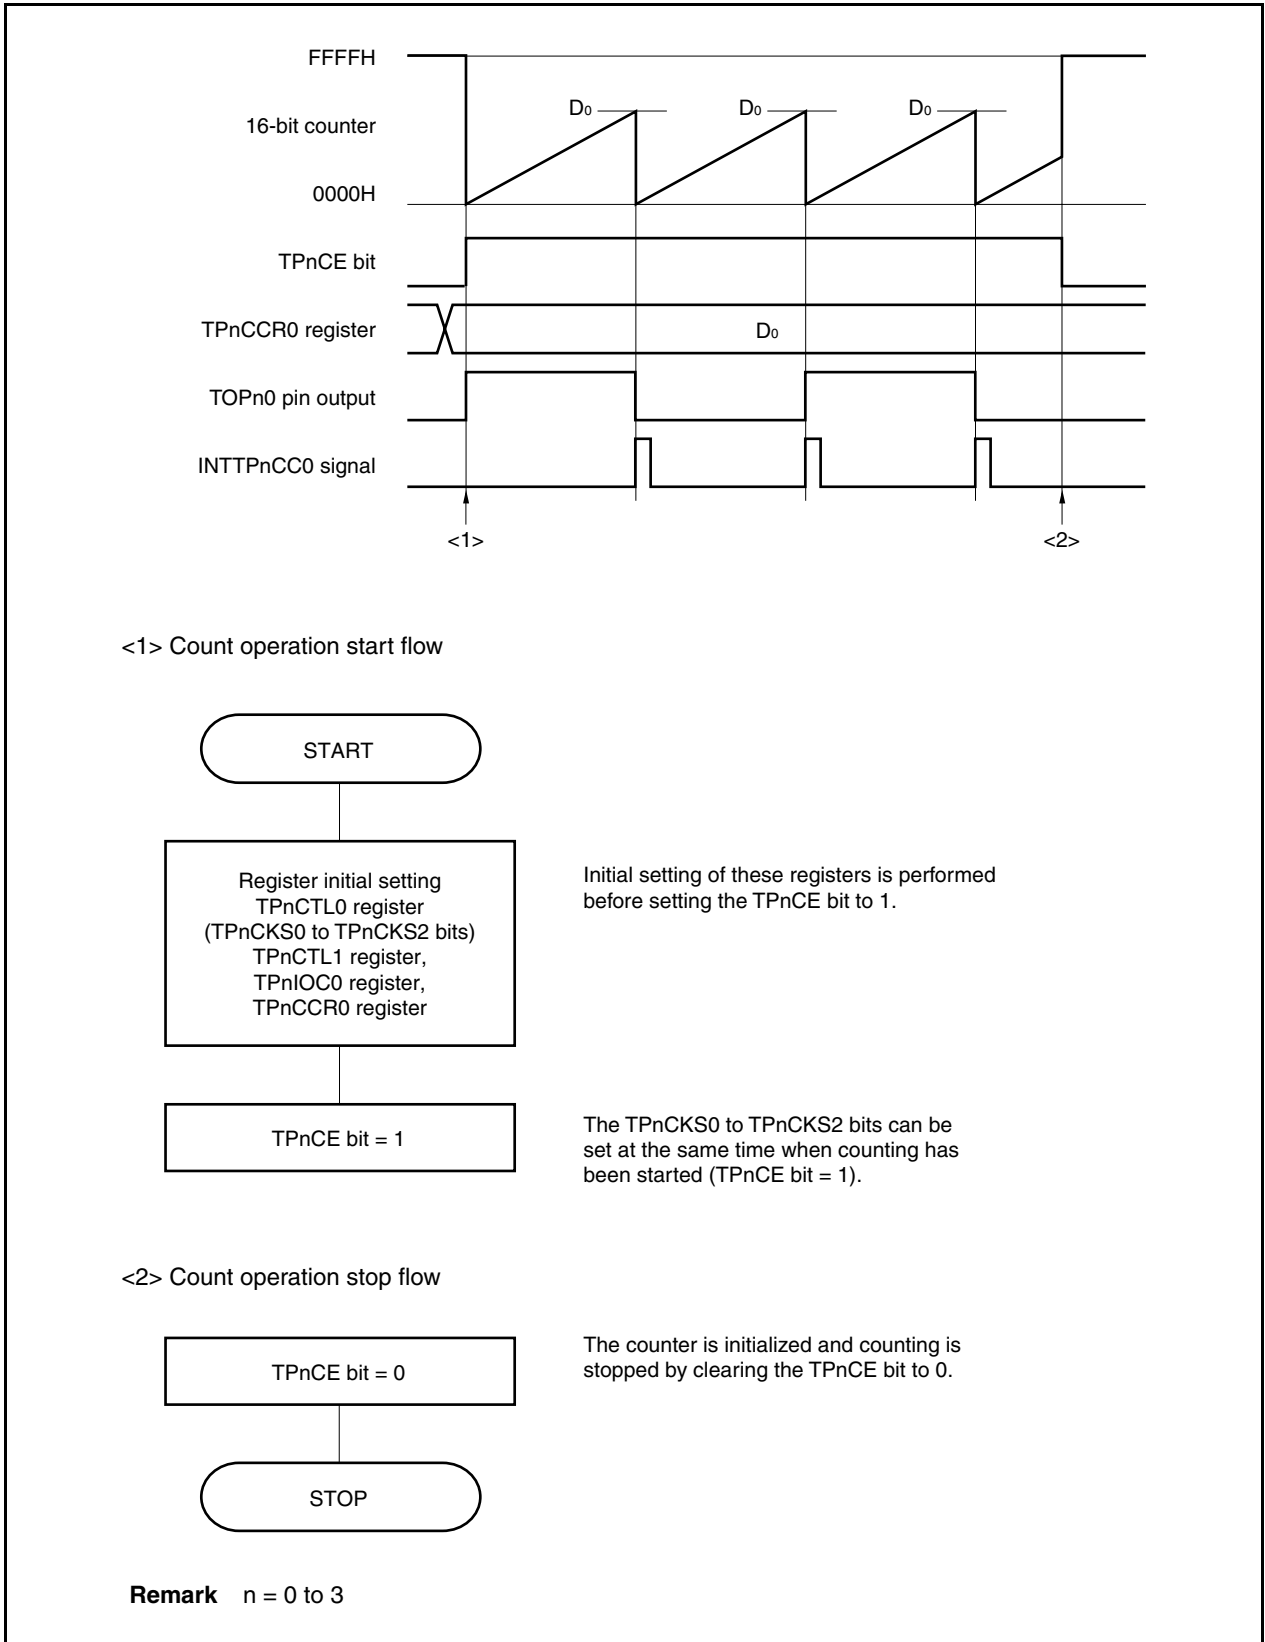 FFFFH
D0
D0
D0
16-bit counter
0000H
TPnCE bit
TPnCCR0 register
D0
TOPn0 pin output
INTTPnCC0 signal
<1>
<2>
<1> Count operation start flow
START
Register initial setting
TPnCTL0 register
(TPnCKS0 to TPnCKS2 bits)
TPnCTL1 register,
TPnIOC0 register,
TPnCCR0 register
Initial setting of these registers is performed
before setting the TPnCE bit to 1.
TPnCE bit = 1
The TPnCKS0 to TPnCKS2 bits can be
set at the same time when counting has
been started (TPnCE bit = 1).
<2> Count operation stop flow
TPnCE bit = 0
The counter is initialized and counting is
stopped by clearing the TPnCE bit to 0.
STOP
Remark n = 0 to 3